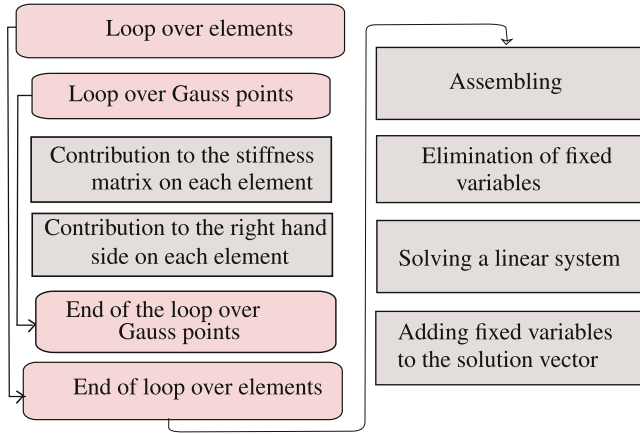 Loop over elements
Loop over Gauss points
Contribution to the stiffness
matrix on each element
Contribution to the right hand
side on each element
End of the loop over
Gauss points
End of loop over elements
Assembling
Elimination of fixed
variables
Solving a linear system
Adding fixed variables
to the solution vector